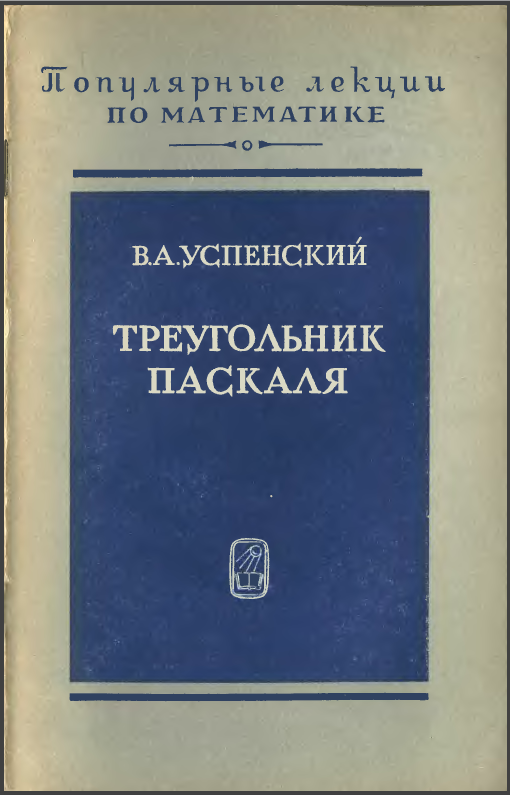 Популярные лекции
ПО МАТЕМАТИКЕ
В.А.УСПЕНСКИЙ
ТРЕУГОЛЬНИК
ПАСКАЛЯ